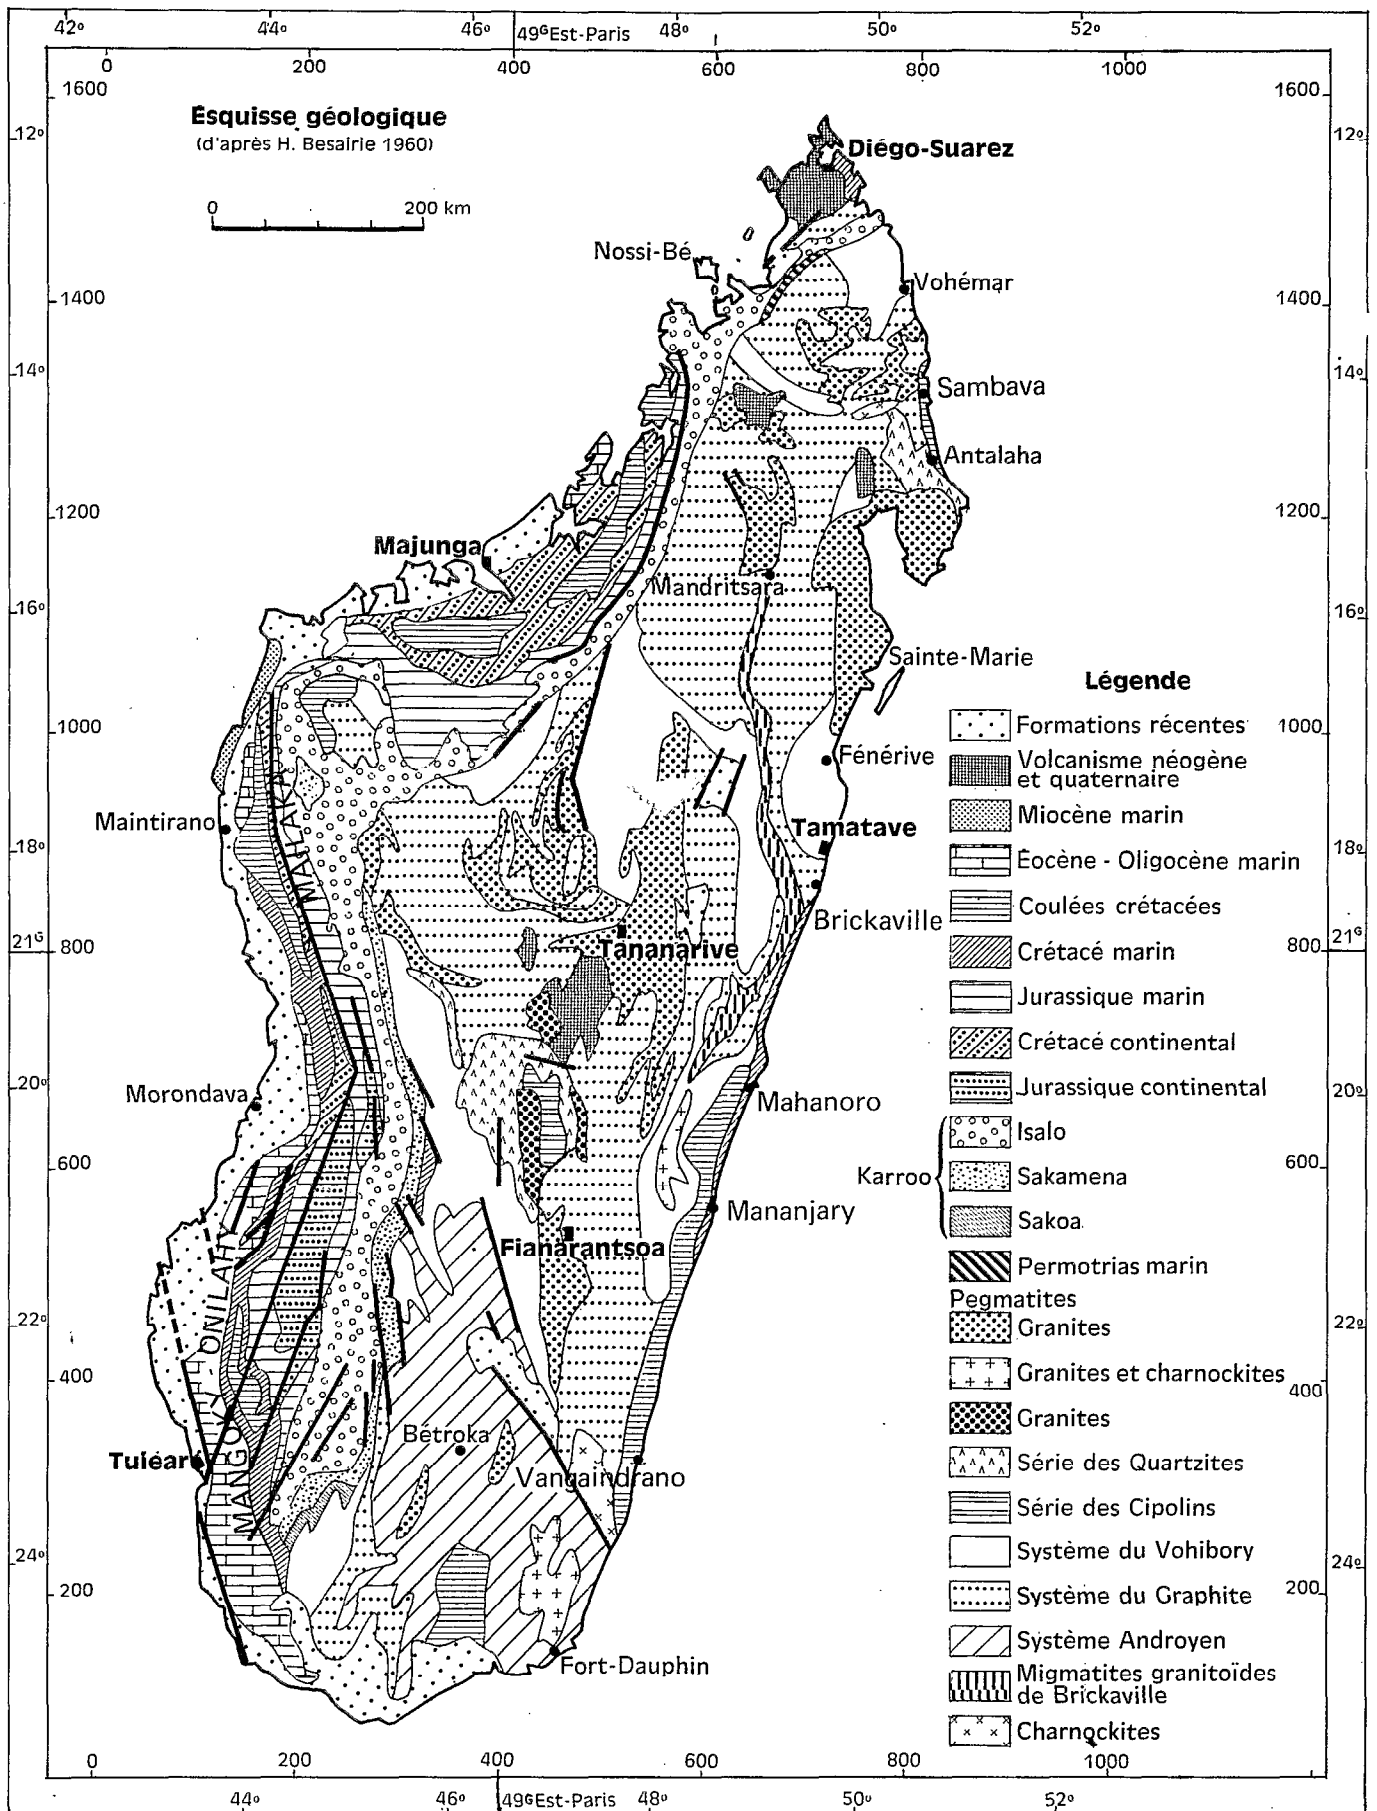 42° 44° 46° 49ᴳEst-Paris 48° 50° 52°
0 200 400 600 800 1000
1600 1600
Esquisse géologique
(d'après H. Besairie 1960)
12° 12°
Diégo-Suarez
0 200 km
Nossi-Bé
Vohémar
1400 1400
14° 14°
Sambava
Antalaha
1200 1200
Majunga
Mandritsara
16° 16°
Sainte-Marie
Légende
Formations récentes
1000 1000
Fénérive
Volcanisme néogène
et quaternaire
MAHLAKA
Maintirano
Miocène marin
Tamatave
18° 18°
Éocène - Oligocène marin
Coulées crétacées
Brickaville
21ᴳ 800 800 21ᴳ
Tananarive
Crétacé marin
Jurassique marin
Crétacé continental
20° 20°
Morondava
Mahanoro
Jurassique continental
Isalo
600 600
Karroo
Sakamena
Mananjary
Sakoa
Fianarantsoa
Permotrias marin
MANGOKY-ONILAHY
Pegmatites
Granites
22° 22°
400 400
Granites et charnockites
Granites
Betroka
Tuléar
Vangaindrano
Série des Quartzites
Série des Cipolins
24° 24°
Système du Vohibory
200 200
Système du Graphite
Système Androyen
Fort-Dauphin
Migmatites granitoïdes
de Brickaville
Charnockites
0 200 400 600 800 1000
44° 46° 49ᴳEst-Paris 48° 50° 52°